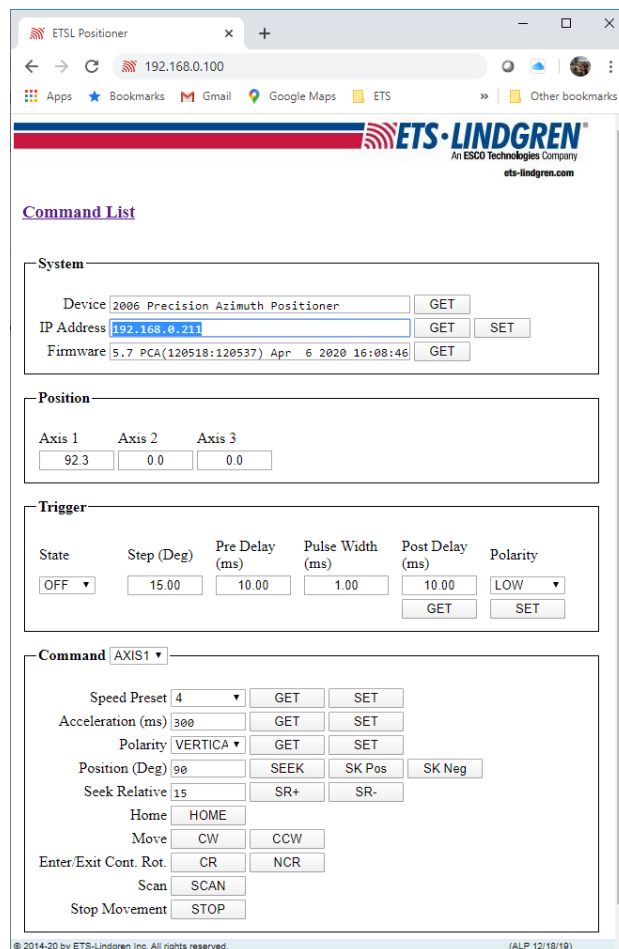 ETSL Positioner
192.168.0.100
Apps Bookmarks Gmail Google Maps ETS » Other bookmarks
ETS·LINDGREN®
An ESCO Technologies Company
ets-lindgren.com
Command List
System
Device 2006 Precision Azimuth Positioner GET
IP Address 192.168.0.211 GET SET
Firmware 5.7 PCA(120518:120537) Apr 6 2020 16:08:46 GET
Position
Axis 1 Axis 2 Axis 3
92.3 0.0 0.0
Trigger
State Step (Deg) Pre Delay (ms) Pulse Width (ms) Post Delay (ms) Polarity
OFF 15.00 10.00 1.00 10.00 LOW
GET SET
Command AXIS1
Speed Preset 4 GET SET
Acceleration (ms) 300 GET SET
Polarity VERTICA GET SET
Position (Deg) 90 SEEK SK Pos SK Neg
Seek Relative 15 SR+ SR-
Home HOME
Move CW CCW
Enter/Exit Cont. Rot. CR NCR
Scan SCAN
Stop Movement STOP
© 2014-20 by ETS-Lindgren Inc. All rights reserved. (ALP 12/18/19)